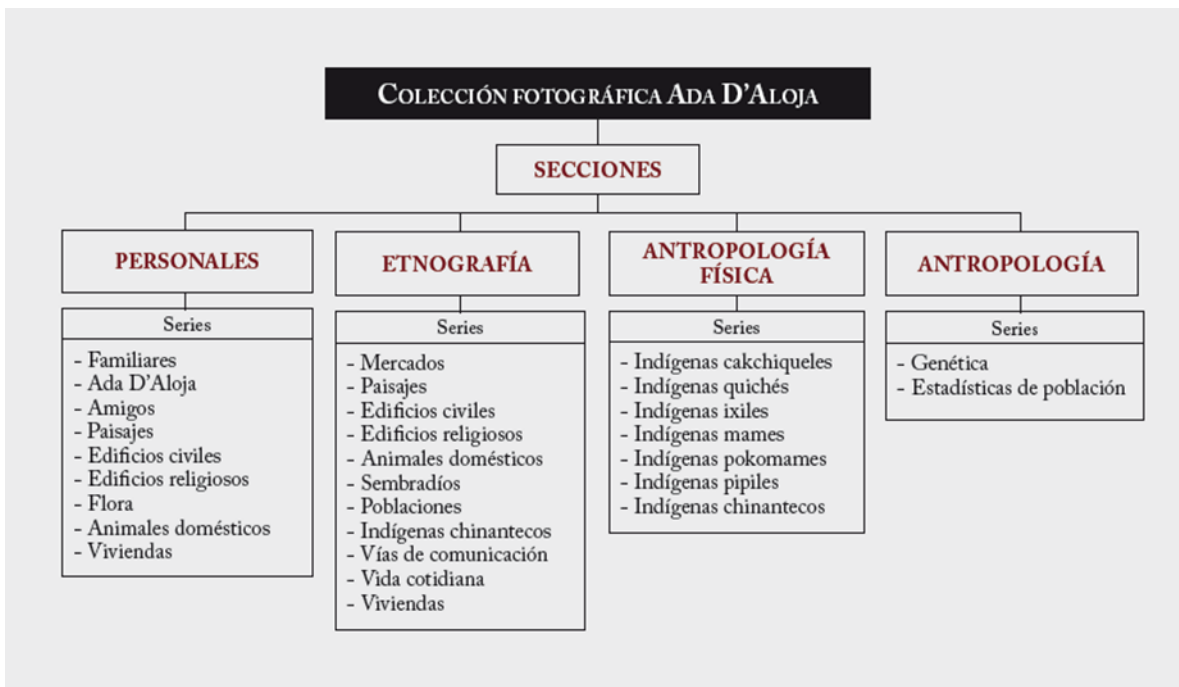 COLECCIÓN FOTOGRÁFICA ADA D'ALOJA
SECCIONES
PERSONALES
Series
- Familiares
- Ada D'Aloja
- Amigos
- Paisajes
- Edificios civiles
- Edificios religiosos
- Flora
- Animales domésticos
- Viviendas
ETNOGRAFÍA
Series
- Mercados
- Paisajes
- Edificios civiles
- Edificios religiosos
- Animales domésticos
- Sembradíos
- Poblaciones
- Indígenas chinantecos
- Vías de comunicación
- Vida cotidiana
- Viviendas
ANTROPOLOGÍA
FÍSICA
Series
- Indígenas cakchiqueles
- Indígenas quichés
- Indígenas ixiles
- Indígenas mames
- Indígenas pokomames
- Indígenas pipiles
- Indígenas chinantecos
ANTROPOLOGÍA
Series
- Genética
- Estadísticas de población